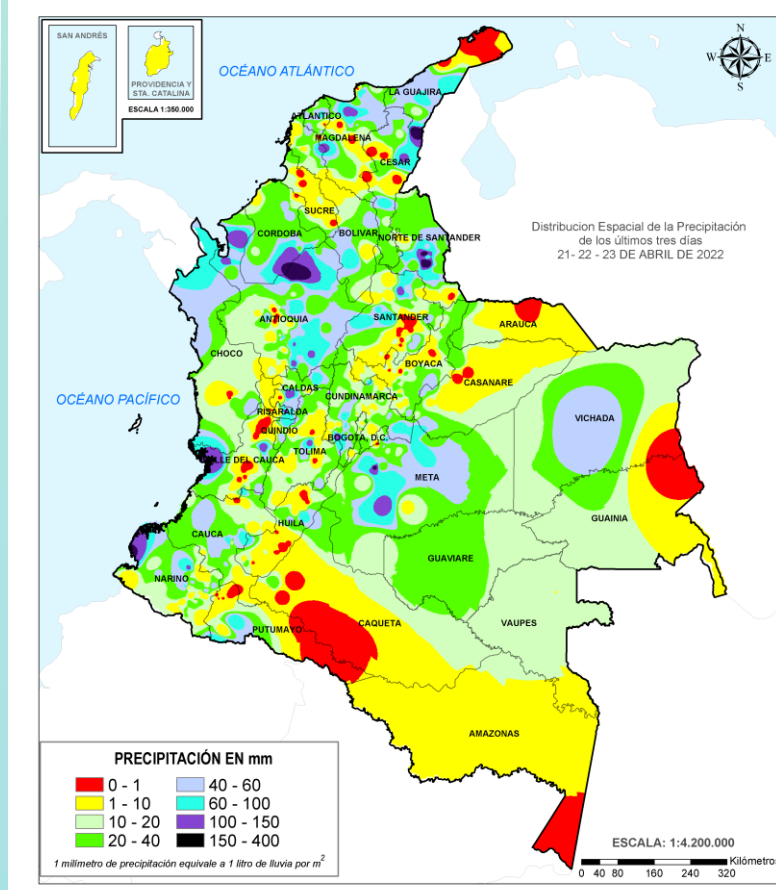 SAN ANDRÉS
PROVIDENCIA Y
STA. CATALINA
ESCALA 1:350.000
OCÉANO ATLÁNTICO
N
W
E
S
LA GUAJIRA
ATLANTICO
MAGDALENA
CESAR
SUCRE
CORDOBA
BOLIVAR
NORTE DE SANTANDER
Distribucion Espacial de la Precipitación
de los últimos tres días
21- 22 - 23 DE ABRIL DE 2022
ANTIOQUIA
SANTANDER
ARAUCA
CHOCO
BOYACA
CASANARE
OCÉANO PACÍFICO
CALDAS
CUNDINAMARCA
RISARALDA
VICHADA
QUINDIO
BOGOTA, D.C.
TOLIMA
VALLE DEL CAUCA
META
GUAINIA
HUILA
CAUCA
GUAVIARE
NARINO
CAQUETA
VAUPES
PUTUMAYO
AMAZONAS
PRECIPITACIÓN EN mm
0 - 1
40 - 60
1 - 10
60 - 100
10 - 20
100 - 150
20 - 40
150 - 400
1 milímetro de precipitación equivale a 1 litro de lluvia por m²
ESCALA: 1:4.200.000
Kilómetros
0 40 80 160 240 320